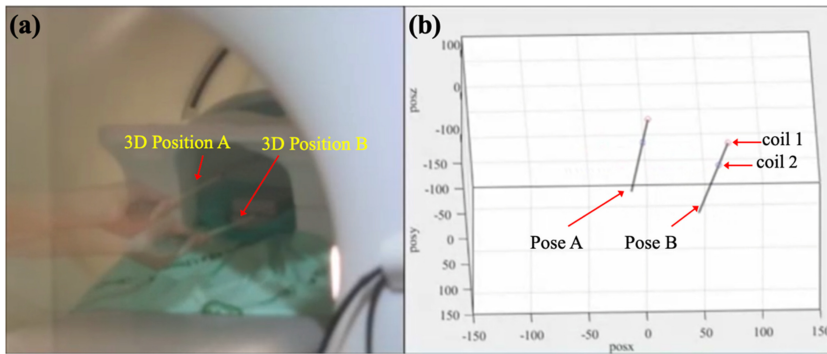 (a)
3D Position A
3D Position B
(b)
100
0
-100
-150
-100
-50
0
50
100
150
posz
posy
coil 1
coil 2
Pose A
Pose B
-150
-100
-50
0
50
100
150
posx